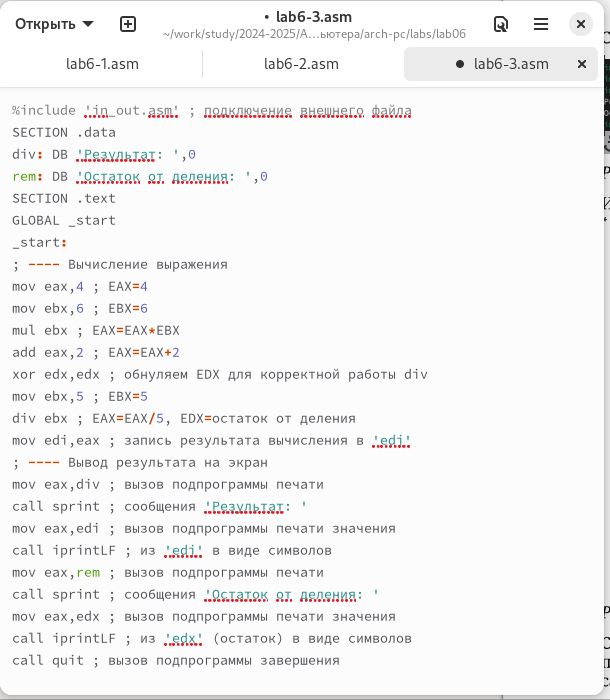 Открыть
• lab6-3.asm
~/work/study/2024-2025/A…ьютера/arch-pc/labs/lab06
lab6-1.asm
lab6-2.asm
• lab6-3.asm
%include 'in_out.asm' ; подключение внешнего файла
SECTION .data
div: DB 'Результат: ',0
rem: DB 'Остаток от деления: ',0
SECTION .text
GLOBAL _start
_start:
; ---- Вычисление выражения
mov eax,4 ; EAX=4
mov ebx,6 ; EBX=6
mul ebx ; EAX=EAX*EBX
add eax,2 ; EAX=EAX+2
xor edx,edx ; обнуляем EDX для корректной работы div
mov ebx,5 ; EBX=5
div ebx ; EAX=EAX/5, EDX=остаток от деления
mov edi,eax ; запись результата вычисления в 'edi'
; ---- Вывод результата на экран
mov eax,div ; вызов подпрограммы печати
call sprint ; сообщения 'Результат: '
mov eax,edi ; вызов подпрограммы печати значения
call iprintLF ; из 'edi' в виде символов
mov eax,rem ; вызов подпрограммы печати
call sprint ; сообщения 'Остаток от деления: '
mov eax,edx ; вызов подпрограммы печати значения
call iprintLF ; из 'edx' (остаток) в виде символов
call quit ; вызов подпрограммы завершения